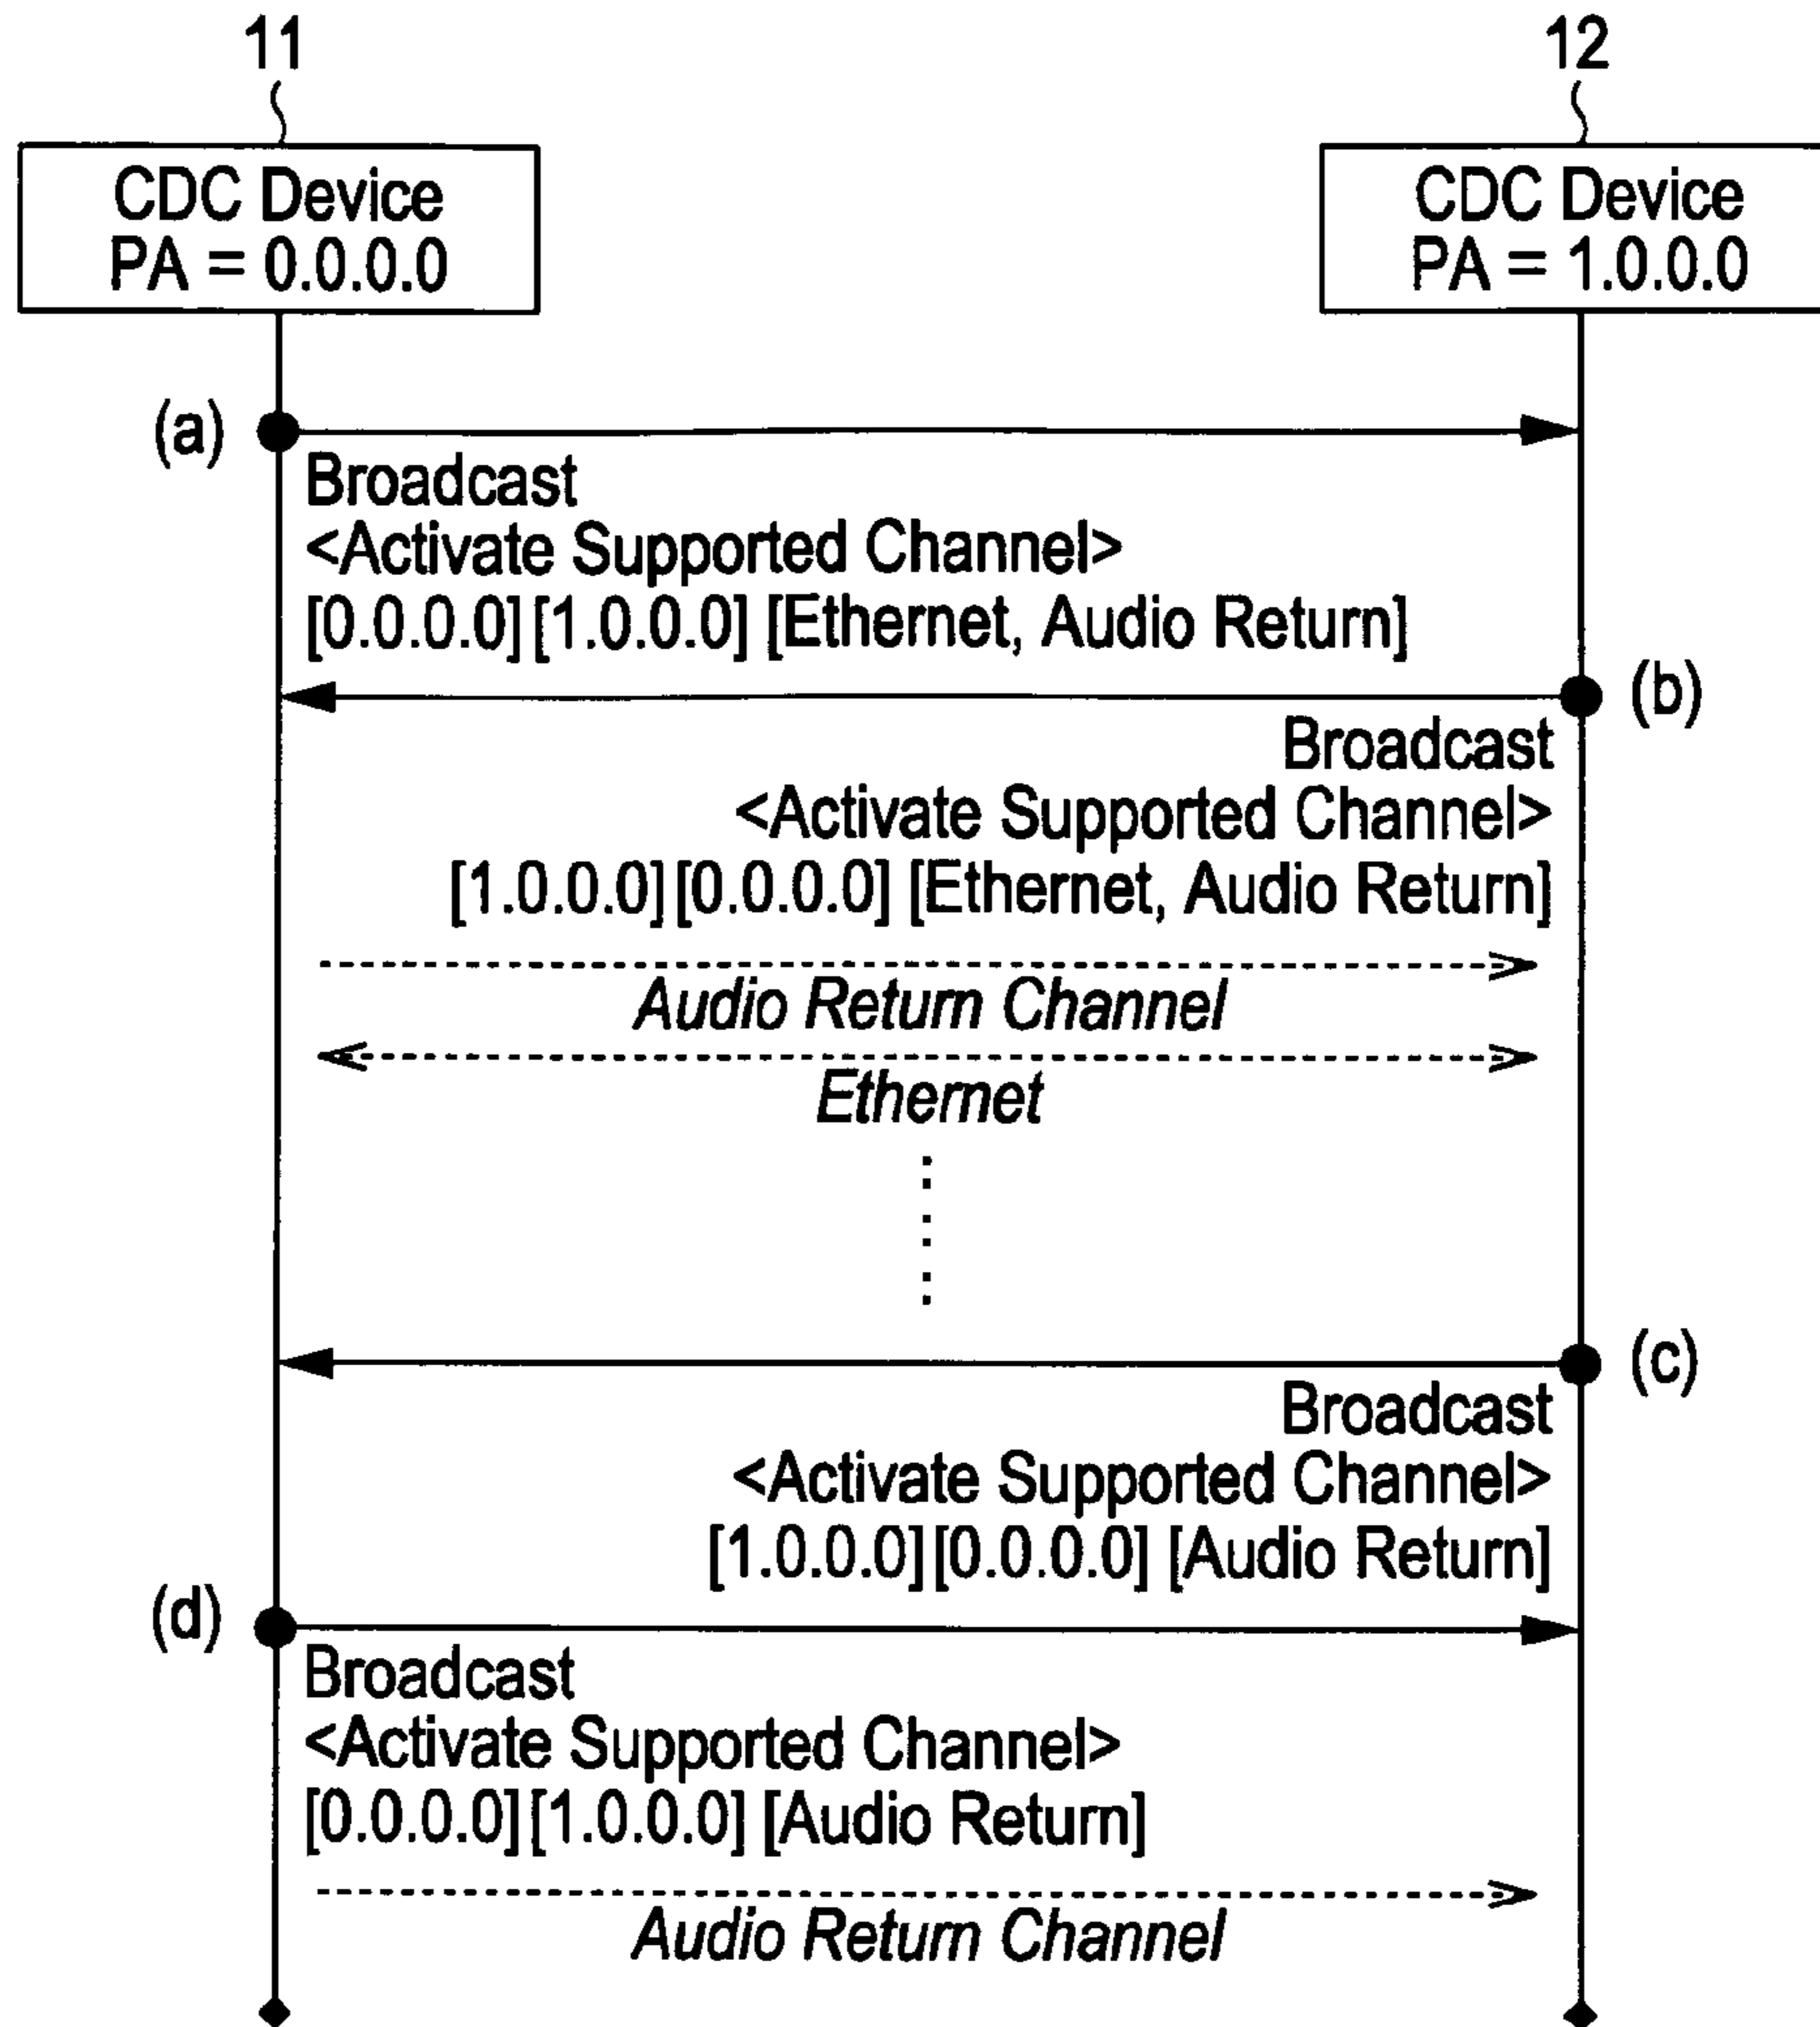 11
12
CDC Device
PA = 0.0.0.0
CDC Device
PA = 1.0.0.0
(a)
Broadcast
<Activate Supported Channel>
[0.0.0.0] [1.0.0.0] [Ethernet, Audio Return]
(b)
Broadcast
<Activate Supported Channel>
[1.0.0.0] [0.0.0.0] [Ethernet, Audio Return]
Audio Return Channel
Ethernet
(c)
Broadcast
<Activate Supported Channel>
[1.0.0.0] [0.0.0.0] [Audio Return]
(d)
Broadcast
<Activate Supported Channel>
[0.0.0.0] [1.0.0.0] [Audio Return]
Audio Return Channel